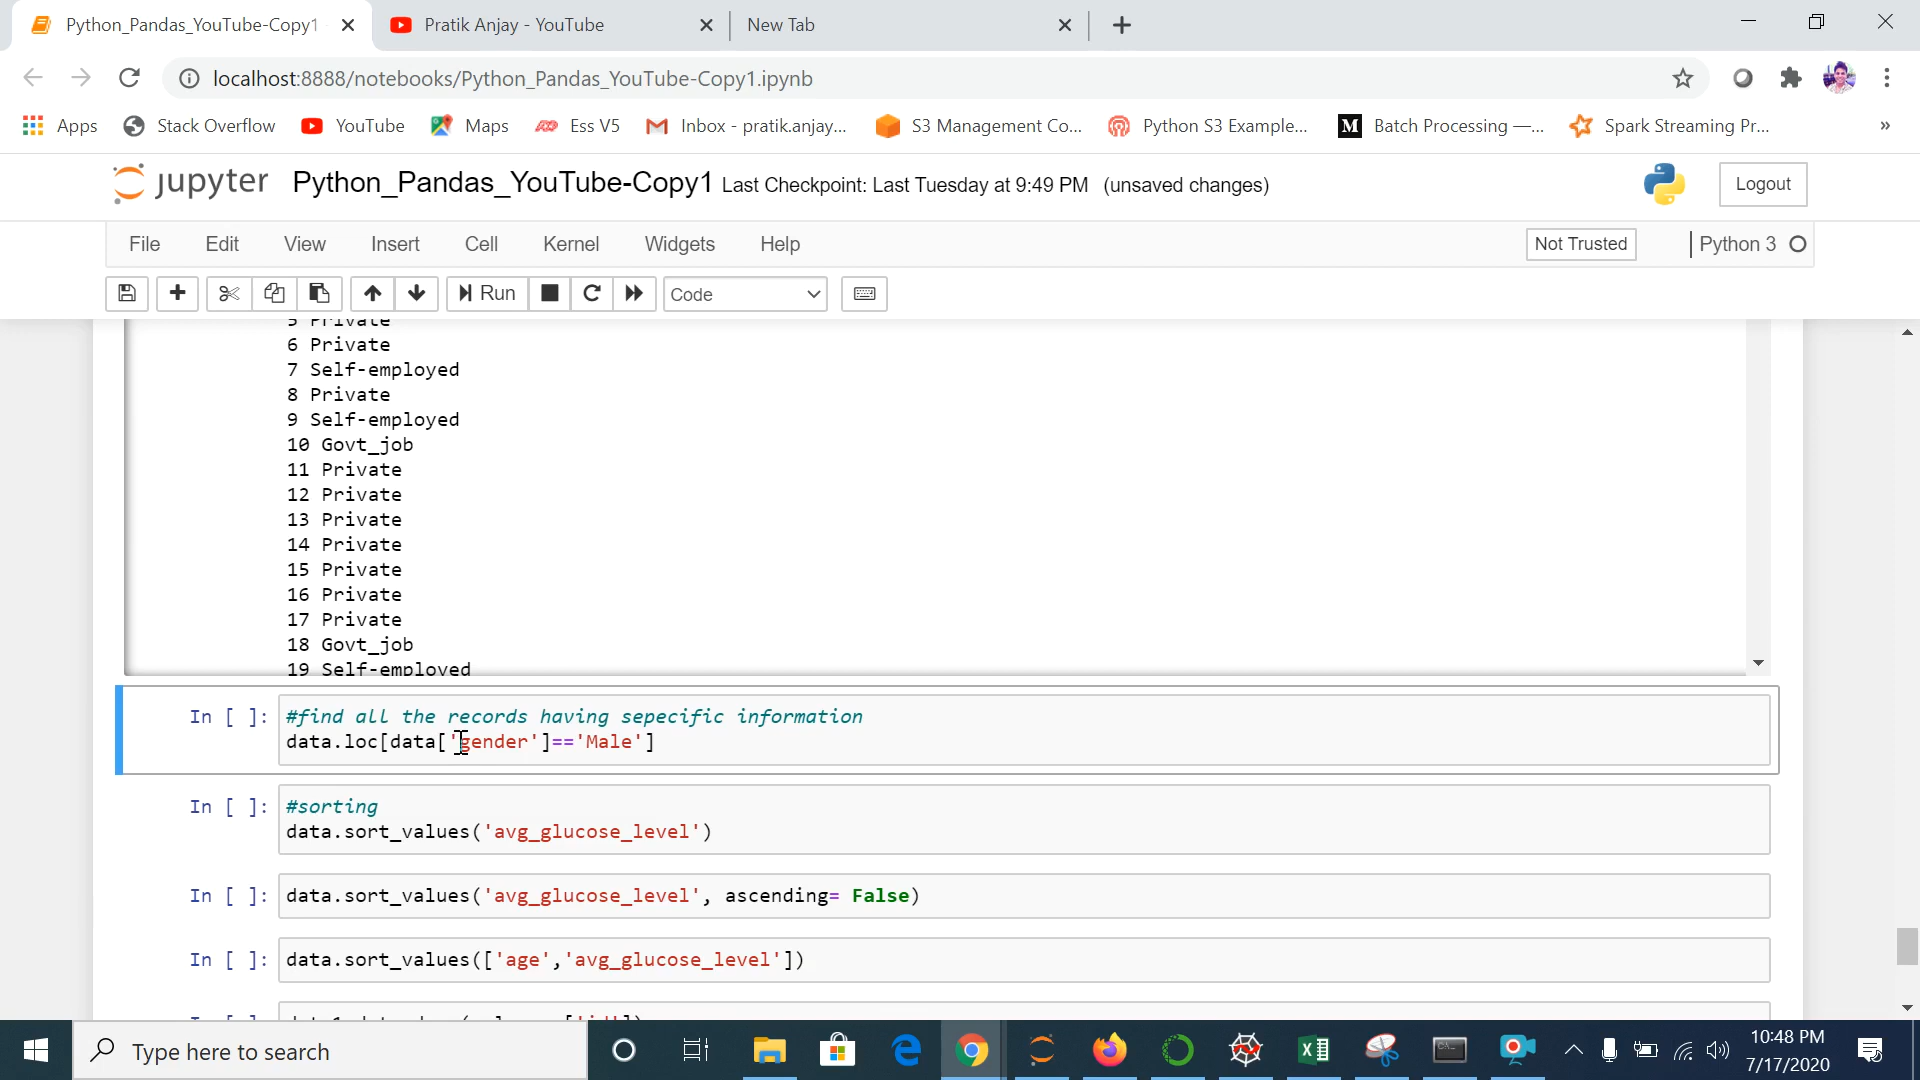 Python_Pandas_YouTube-Copy1
Pratik Anjay - YouTube
New Tab
localhost:8888/notebooks/Python_Pandas_YouTube-Copy1.ipynb
Apps
Stack Overflow
YouTube
Maps
Ess V5
Inbox - pratik.anjay...
S3 Management Co...
Python S3 Example...
M
Batch Processing —...
Spark Streaming Pr...
»
jupyter
Python_Pandas_YouTube-Copy1 Last Checkpoint: Last Tuesday at 9:49 PM (unsaved changes)
Logout
File
Edit
View
Insert
Cell
Kernel
Widgets
Help
Not Trusted
Python 3
Run
Code
5 Private
6 Private
7 Self-employed
8 Private
9 Self-employed
10 Govt_job
11 Private
12 Private
13 Private
14 Private
15 Private
16 Private
17 Private
18 Govt_job
19 Self-employed
In [ ]:
#find all the records having sepecific information
data.loc[data['gender']=='Male']
In [ ]:
#sorting
data.sort_values('avg_glucose_level')
In [ ]:
data.sort_values('avg_glucose_level', ascending= False)
In [ ]:
data.sort_values(['age','avg_glucose_level'])
Type here to search
10:48 PM
7/17/2020